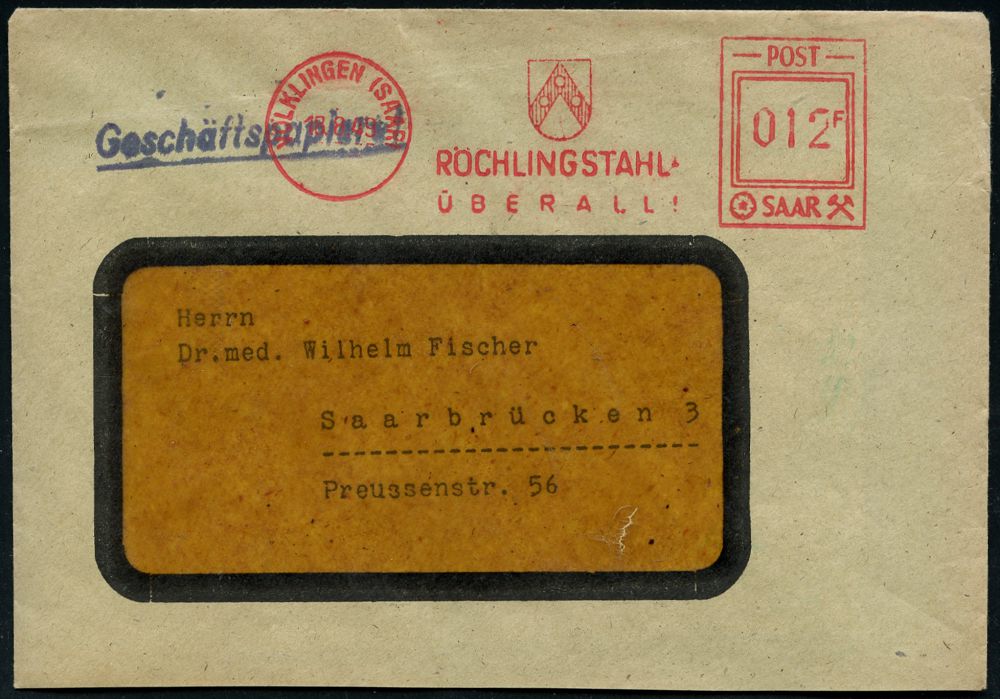 Geschäftspapiere!
VÖLKLINGEN (SAAR)
RÖCHLINGSTAHL
ÜBERALL!
POST
012F
SAAR
Herrn
Dr.med. Wilhelm Fischer
Saarbrücken 3
Preussenstr. 56